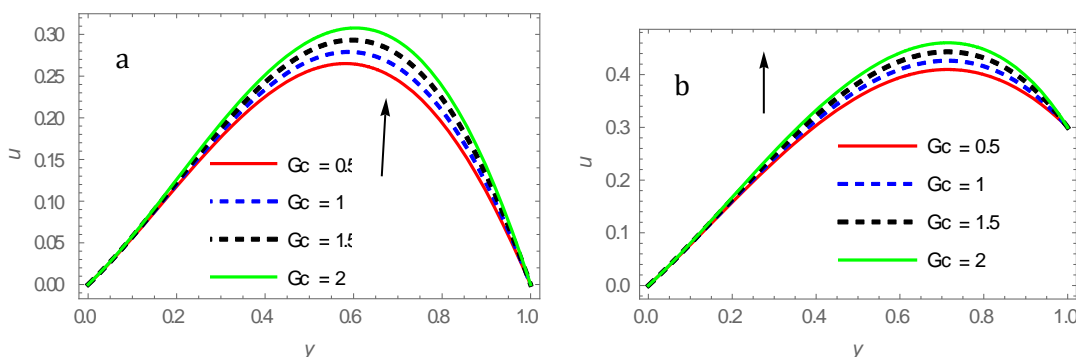 a
u
0.30
0.25
0.20
0.15
0.10
0.05
0.00
Gc = 0.5
Gc = 1
Gc = 1.5
Gc = 2
0.0 0.2 0.4 0.6 0.8 1.0
y
b
u
0.4
0.3
0.2
0.1
0.0
Gc = 0.5
Gc = 1
Gc = 1.5
Gc = 2
0.0 0.2 0.4 0.6 0.8 1.0
y